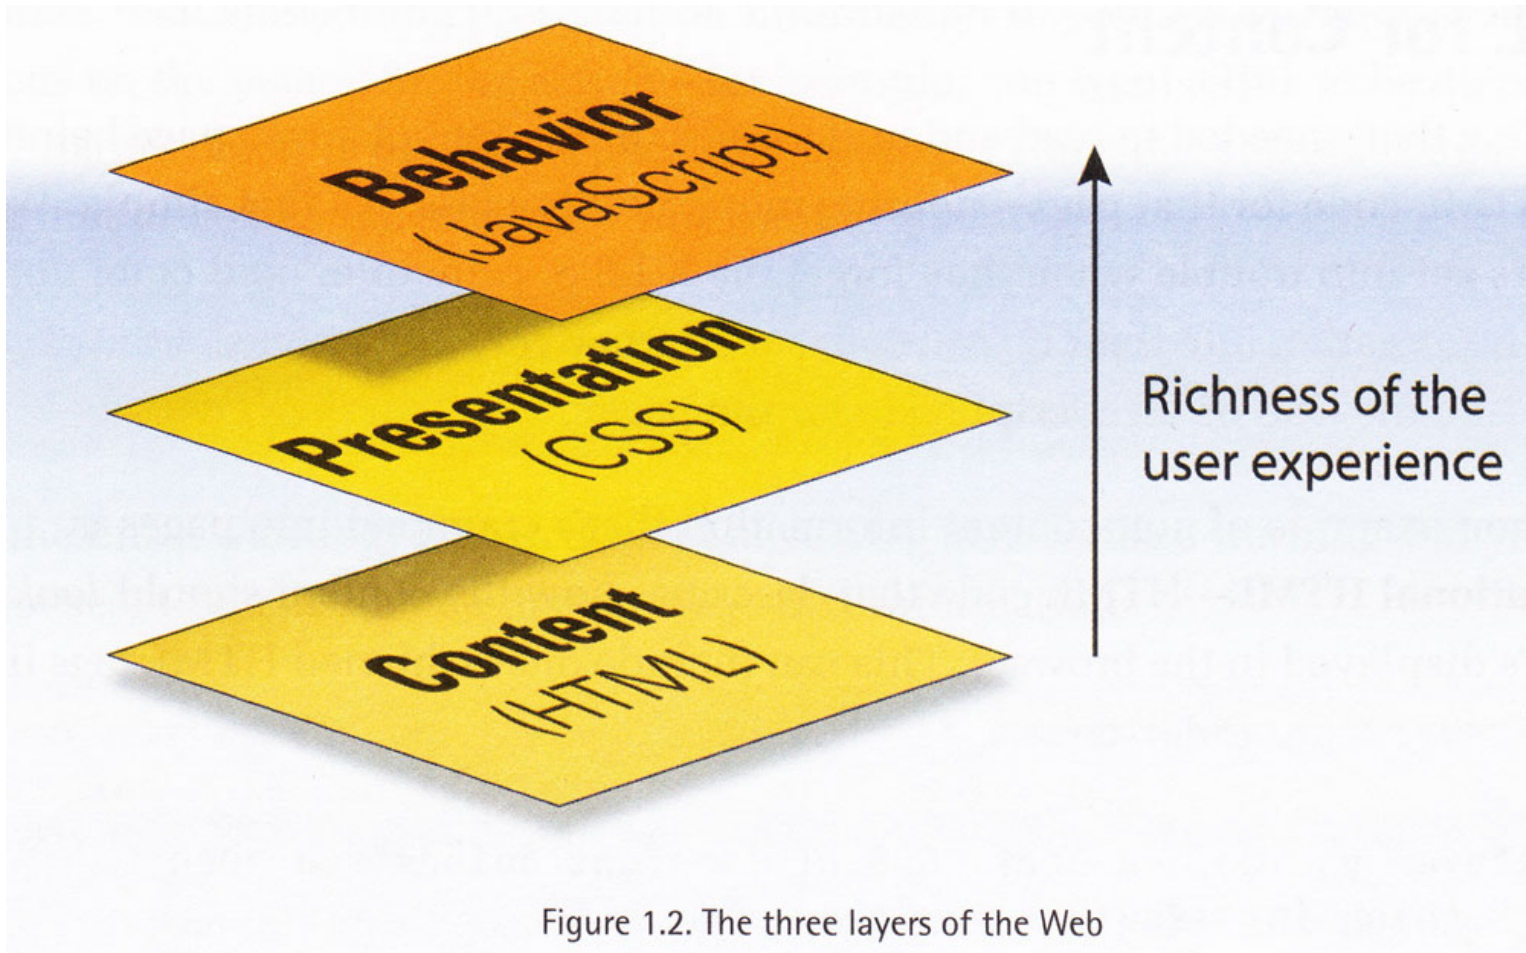 Behavior
(JavaScript)
Presentation
(CSS)
Content
(HTML)
Richness of the
user experience
Figure 1.2. The three layers of the Web